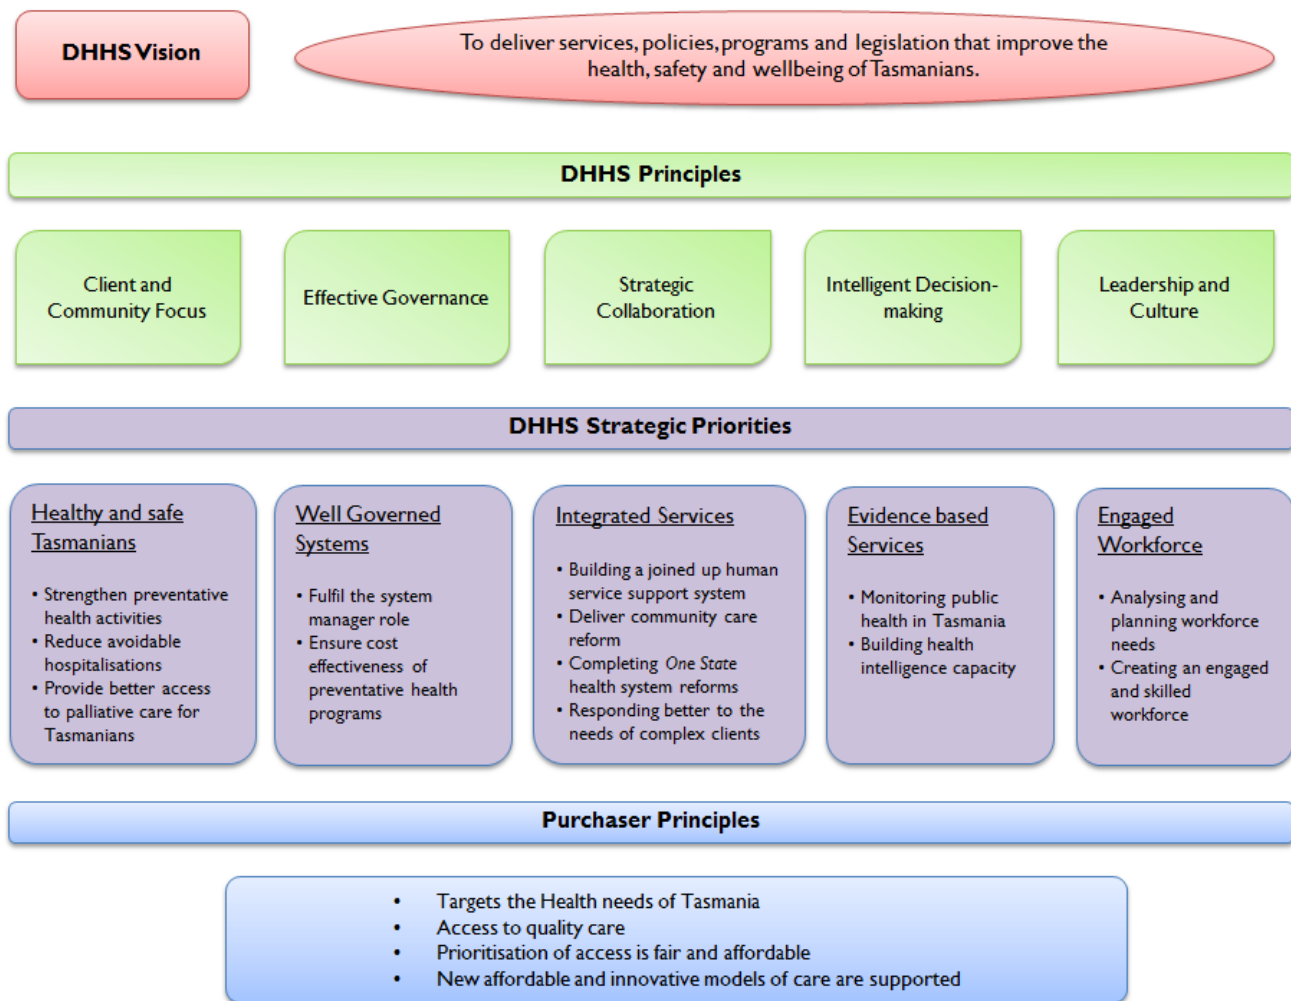 DHHS Vision
To deliver services, policies, programs and legislation that improve the
health, safety and wellbeing of Tasmanians.
DHHS Principles
Client and
Community Focus
Effective Governance
Strategic
Collaboration
Intelligent Decision-
making
Leadership and
Culture
DHHS Strategic Priorities
Healthy and safe
Tasmanians
• Strengthen preventative
health activities
• Reduce avoidable
hospitalisations
• Provide better access
to palliative care for
Tasmanians
Well Governed
Systems
• Fulfil the system
manager role
• Ensure cost
effectiveness of
preventative health
programs
Integrated Services
• Building a joined up human
service support system
• Deliver community care
reform
• Completing One State
health system reforms
• Responding better to the
needs of complex clients
Evidence based
Services
• Monitoring public
health in Tasmania
• Building health
intelligence capacity
Engaged
Workforce
• Analysing and
planning workforce
needs
• Creating an engaged
and skilled
workforce
Purchaser Principles
• Targets the Health needs of Tasmania
• Access to quality care
• Prioritisation of access is fair and affordable
• New affordable and innovative models of care are supported